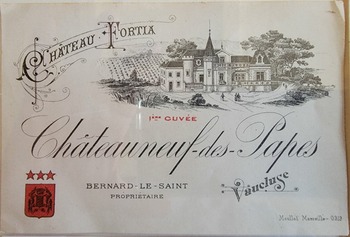 CHÂTEAU FORTIA
1ÈRE CUVÉE
Châteauneuf-des-Papes
Vaucluse
BERNARD-LE-SAINT
PROPRIÉTAIRE